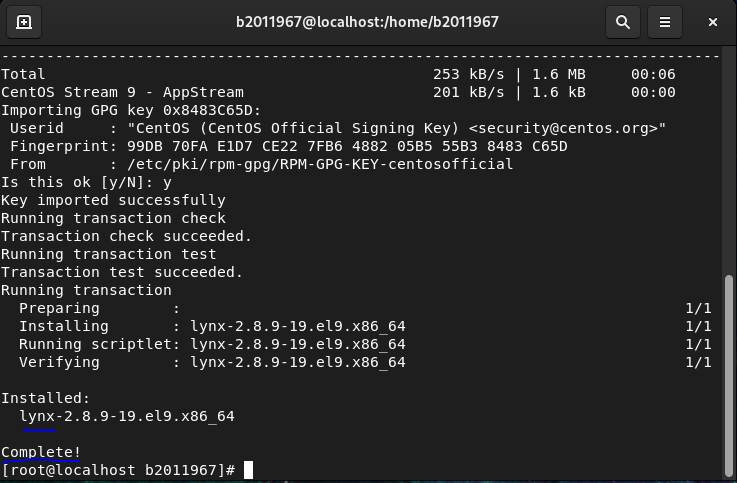 b2011967@localhost:/home/b2011967
--------------------------------------------------------------------------------
Total 253 kB/s | 1.6 MB 00:06
CentOS Stream 9 - AppStream 201 kB/s | 1.6 kB 00:00
Importing GPG key 0x8483C65D:
Userid : "CentOS (CentOS Official Signing Key) <security@centos.org>"
Fingerprint: 99DB 70FA E1D7 CE22 7FB6 4882 05B5 55B3 8483 C65D
From : /etc/pki/rpm-gpg/RPM-GPG-KEY-centosofficial
Is this ok [y/N]: y
Key imported successfully
Running transaction check
Transaction check succeeded.
Running transaction test
Transaction test succeeded.
Running transaction
Preparing : 1/1
Installing : lynx-2.8.9-19.el9.x86_64 1/1
Running scriptlet: lynx-2.8.9-19.el9.x86_64 1/1
Verifying : lynx-2.8.9-19.el9.x86_64 1/1
Installed:
lynx-2.8.9-19.el9.x86_64
Complete!
[root@localhost b2011967]#